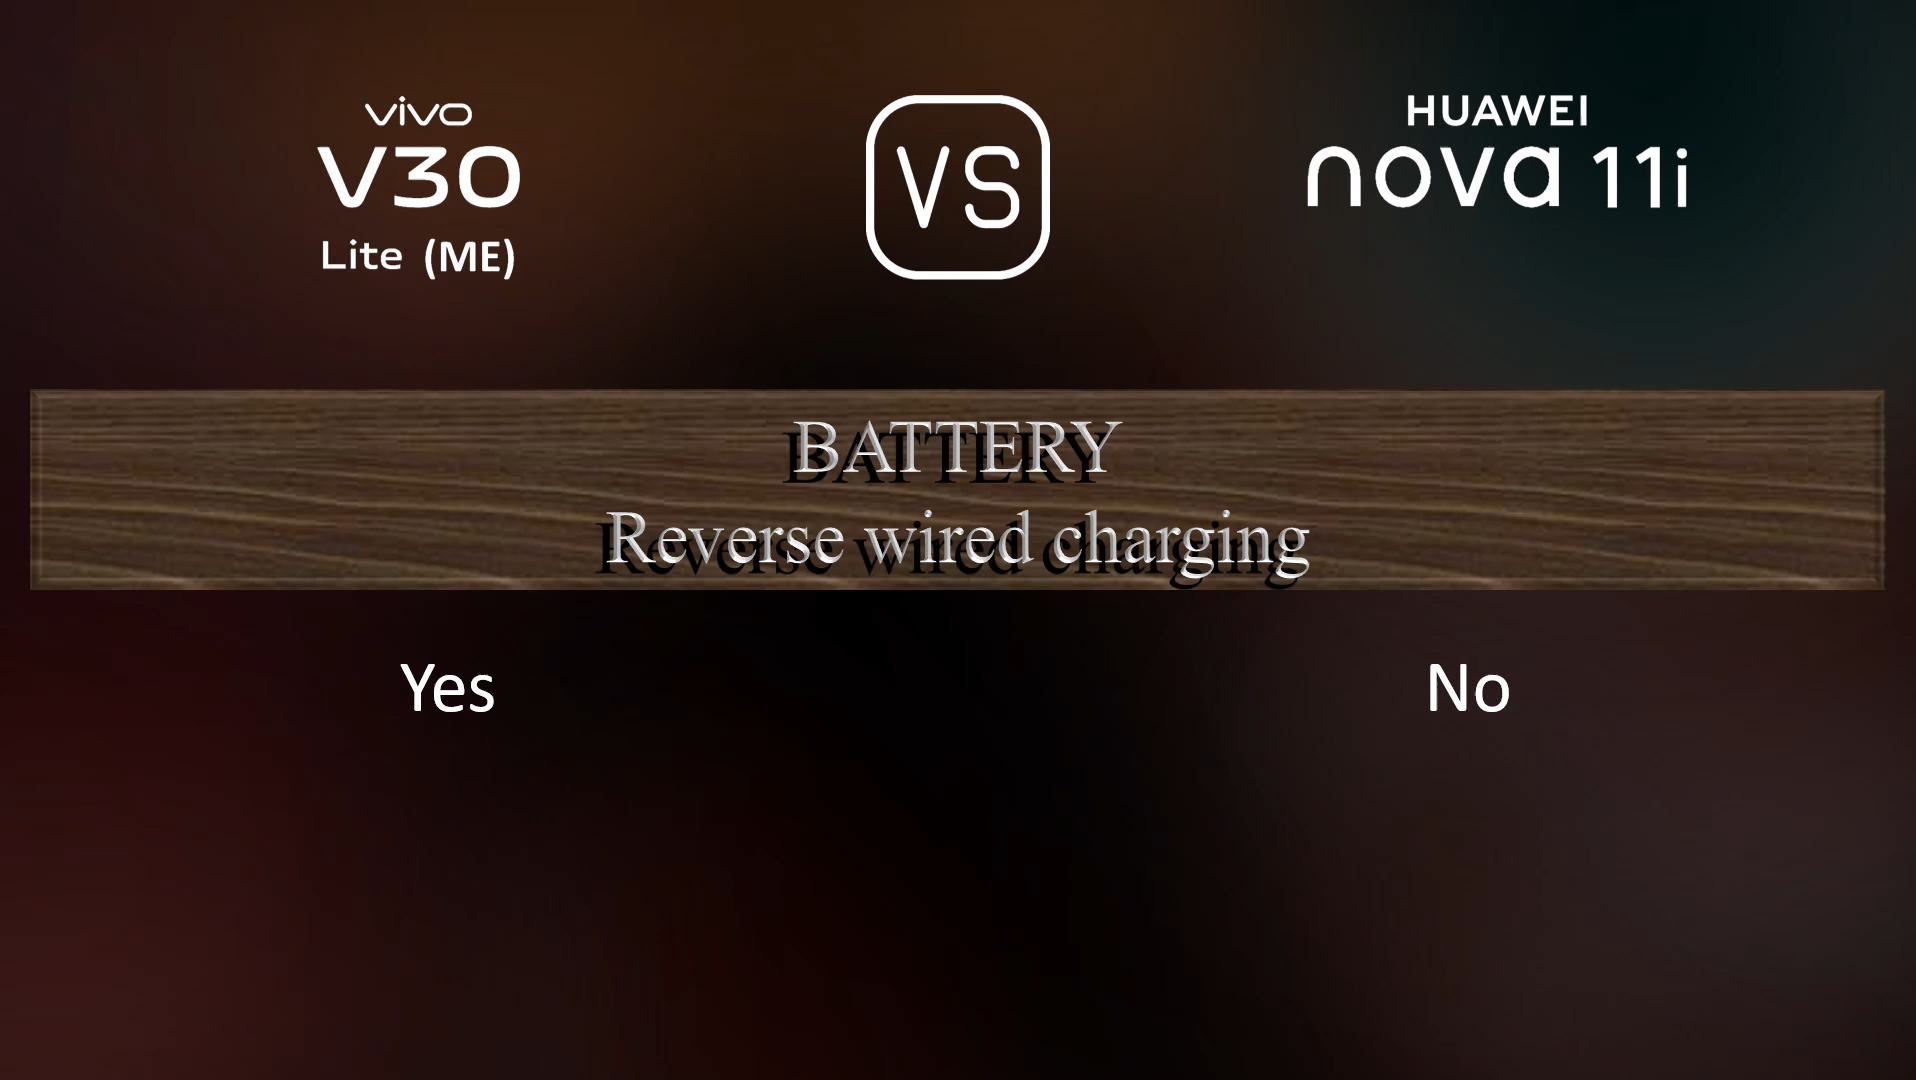 vivo
V30
Lite (ME)
VS
HUAWEI
nova 11i
BATTERY
Reverse wired charging
Yes
No